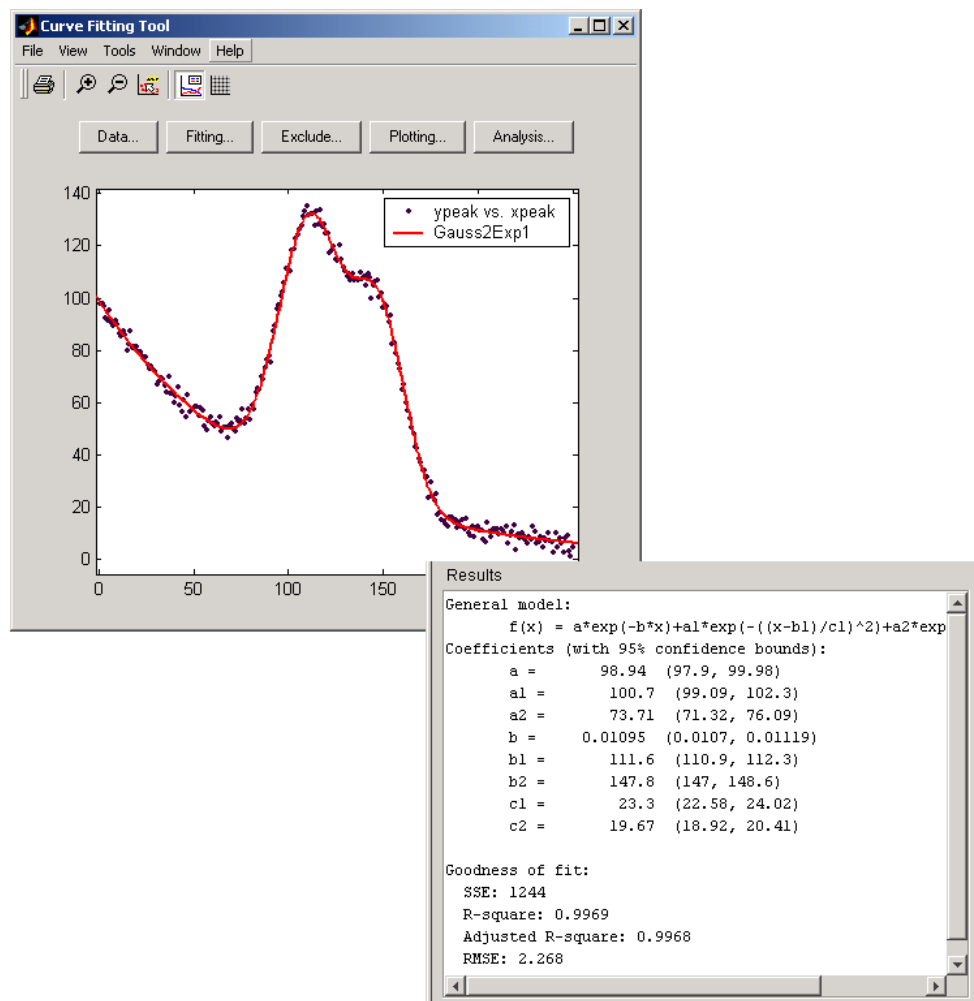 Curve Fitting Tool
File View Tools Window Help
Data... Fitting... Exclude... Plotting... Analysis...
140
120
100
80
60
40
20
0
0 50 100 150
ypeak vs. xpeak
Gauss2Exp1
Results
General model:
f(x) = a*exp(-b*x)+a1*exp(-((x-b1)/c1)^2)+a2*exp
Coefficients (with 95% confidence bounds):
a = 98.94 (97.9, 99.98)
a1 = 100.7 (99.09, 102.3)
a2 = 73.71 (71.32, 76.09)
b = 0.01095 (0.0107, 0.01119)
b1 = 111.6 (110.9, 112.3)
b2 = 147.8 (147, 148.6)
c1 = 23.3 (22.58, 24.02)
c2 = 19.67 (18.92, 20.41)
Goodness of fit:
SSE: 1244
R-square: 0.9969
Adjusted R-square: 0.9968
RMSE: 2.268